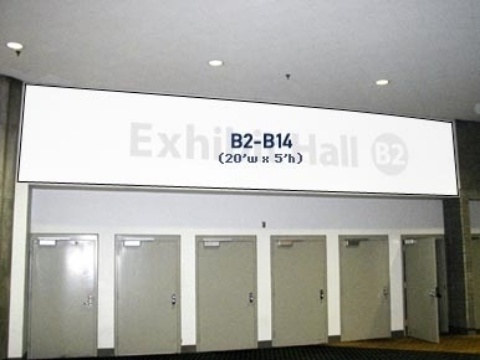 Exhibit Hall B2
B2-B14
(20'w x 5'h)